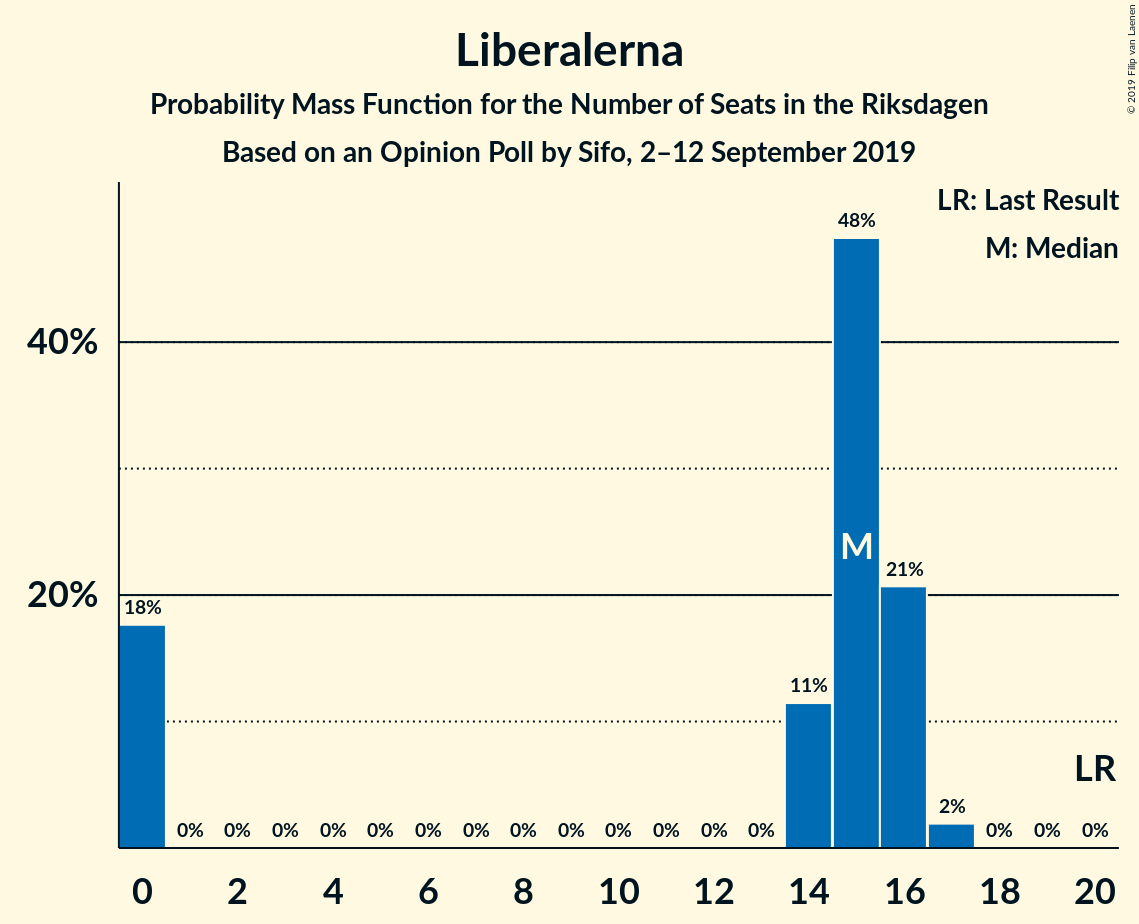 Liberalerna
Probability Mass Function for the Number of Seats in the Riksdagen
Based on an Opinion Poll by Sifo, 2–12 September 2019
© 2019 Filip van Laenen
LR: Last Result
M: Median
48%
40%
M
21%
20%
18%
11%
LR
2%
0% 0% 0% 0% 0% 0% 0% 0% 0% 0% 0% 0% 0% 0% 0% 0%
0 2 4 6 8 10 12 14 16 18 20